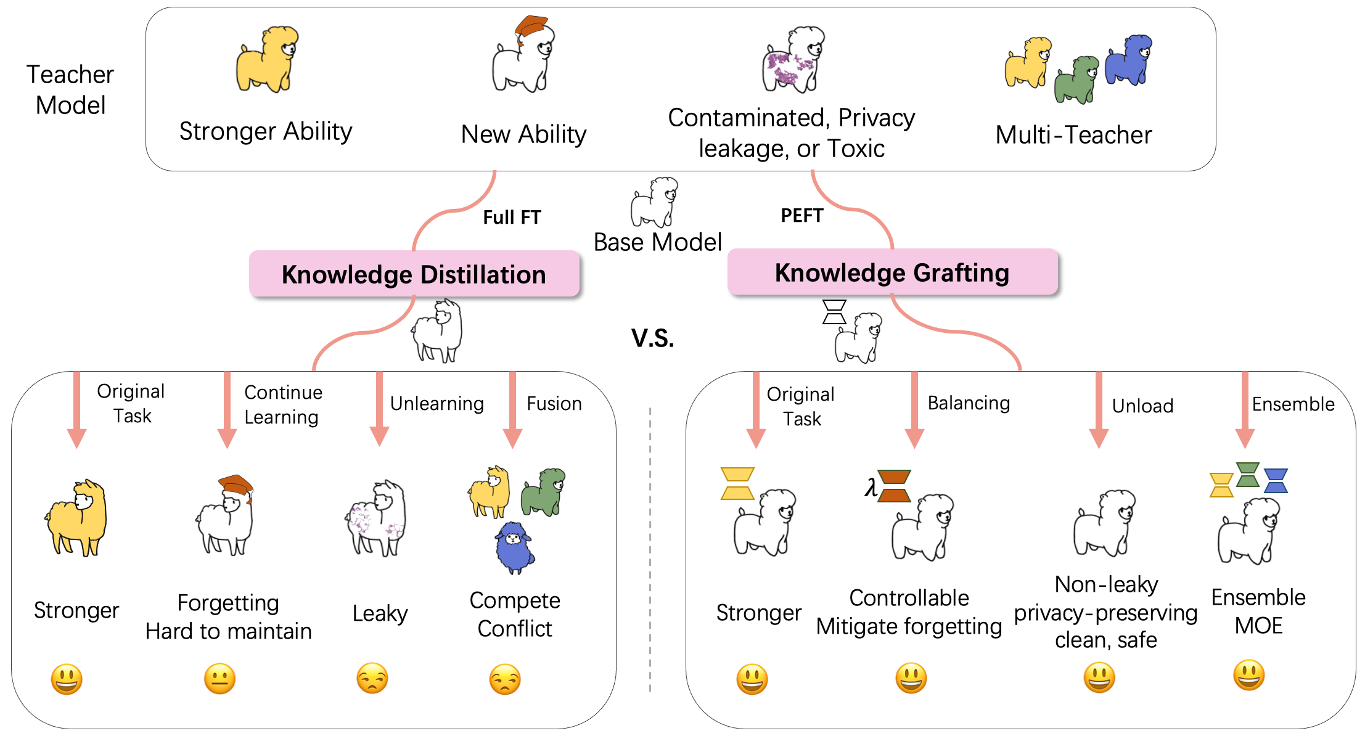 Teacher
Model
Stronger Ability
New Ability
Contaminated, Privacy
leakage, or Toxic
Multi-Teacher
Full FT
Base Model
PEFT
Knowledge Distillation
Knowledge Grafting
V.S.
Original
Task
Continue
Learning
Unlearning
Fusion
Stronger
Forgetting
Hard to maintain
Leaky
Compete
Conflict
Original
Task
Balancing
Unload
Ensemble
λ
Stronger
Controllable
Mitigate forgetting
Non-leaky
privacy-preserving
clean, safe
Ensemble
MOE